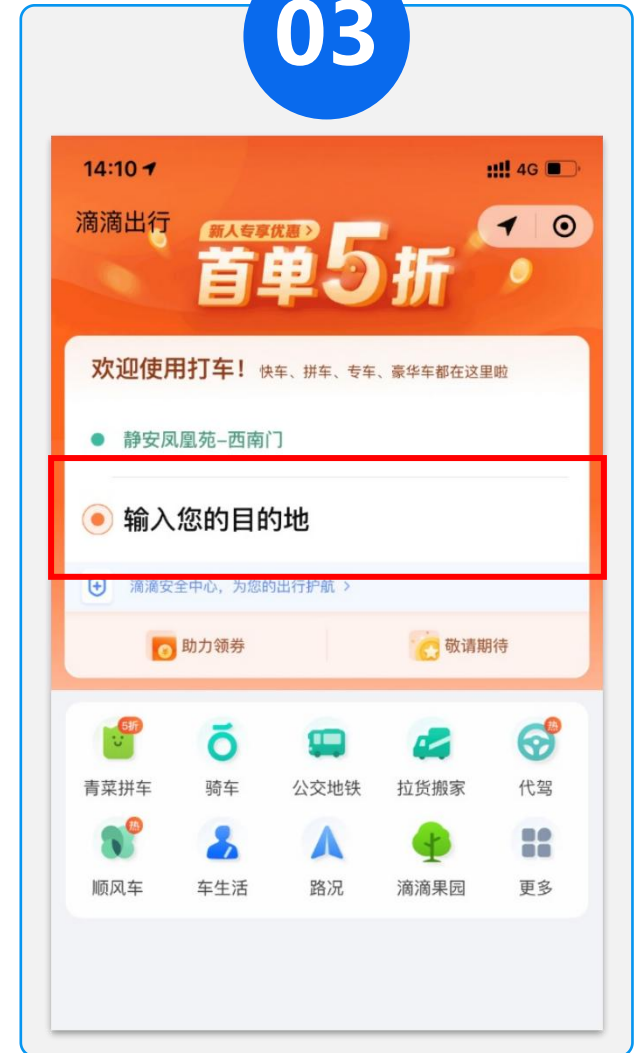 03
14:10
4G
滴滴出行
新人专享优惠 >
首单5折
欢迎使用打车！ 快车、拼车、专车、豪华车都在这里啦
静安凤凰苑-西南门
输入您的目的地
滴滴安全中心，为您的出行护航 >
助力领券 敬请期待
5折 热
青菜拼车 骑车 公交地铁 拉货搬家 代驾
热
顺风车 车生活 路况 滴滴果园 更多